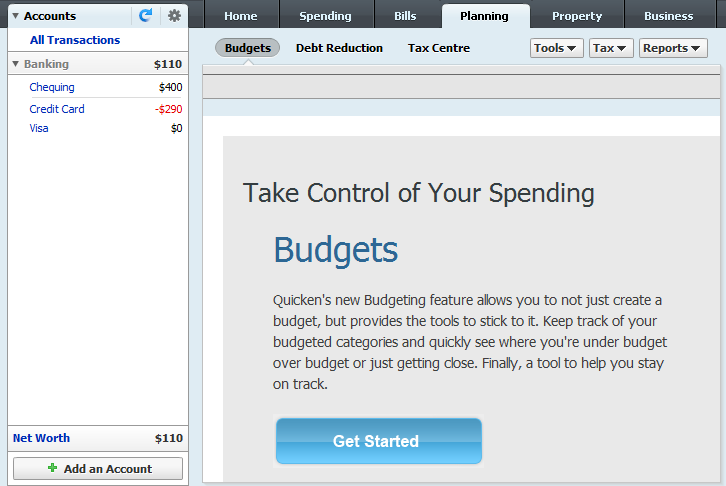 Accounts
All Transactions
Banking $110
Chequing $400
Credit Card -$290
Visa $0
Net Worth $110
Add an Account
Home Spending Bills Planning Property Business
Budgets Debt Reduction Tax Centre Tools Tax Reports
Take Control of Your Spending
Budgets
Quicken's new Budgeting feature allows you to not just create a
budget, but provides the tools to stick to it. Keep track of your
budgeted categories and quickly see where you're under budget
over budget or just getting close. Finally, a tool to help you stay
on track.
Get Started